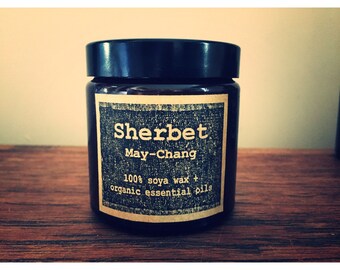 Sherbet
May-Chang
100% soya wax +
organic essential oils